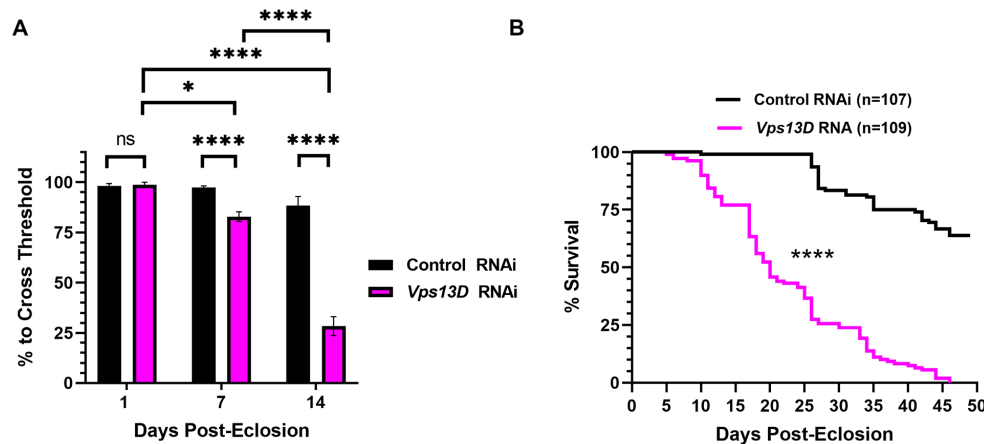 A
% to Cross Threshold
100
75
50
25
0
1
7
14
Days Post-Eclosion
ns
*
****
****
****
****
Control RNAi
Vps13D RNAi
B
Control RNAi (n=107)
Vps13D RNA (n=109)
% Survival
100
75
50
25
0
0 5 10 15 20 25 30 35 40 45 50
Days Post-Eclosion
****